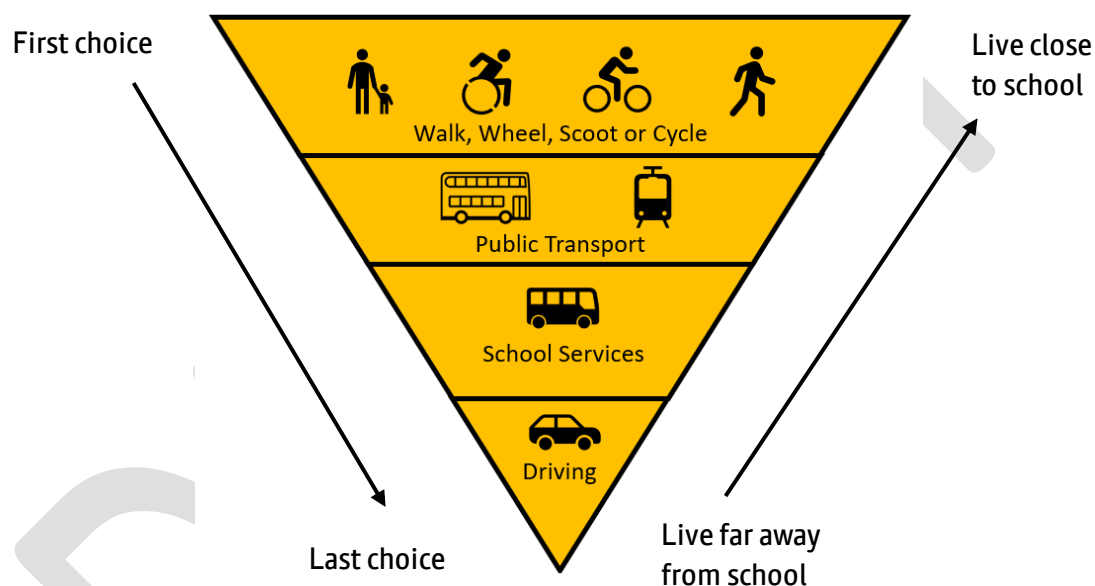 First choice
Live close
to school
Walk, Wheel, Scoot or Cycle
Public Transport
School Services
Driving
Last choice
Live far away
from school